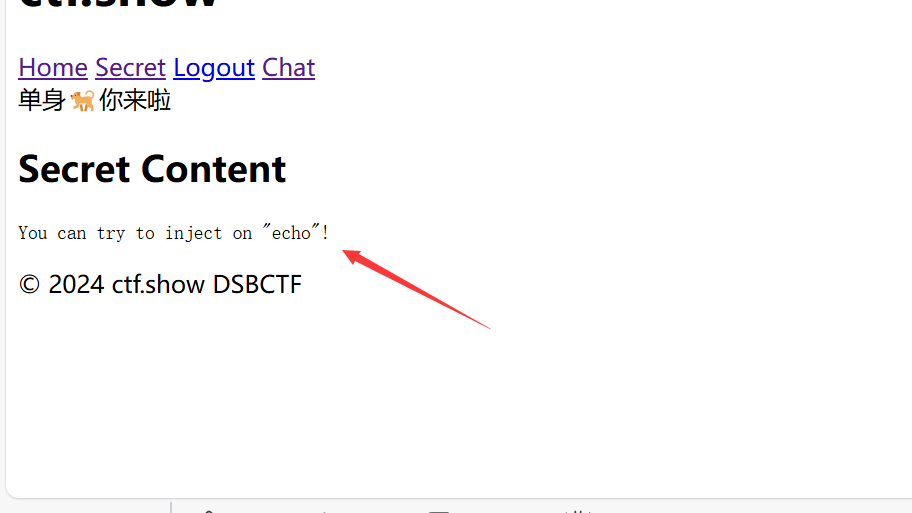 ctf.show
Home Secret Logout Chat
单身🐕你来啦
Secret Content
You can try to inject on "echo"!
© 2024 ctf.show DSBCTF